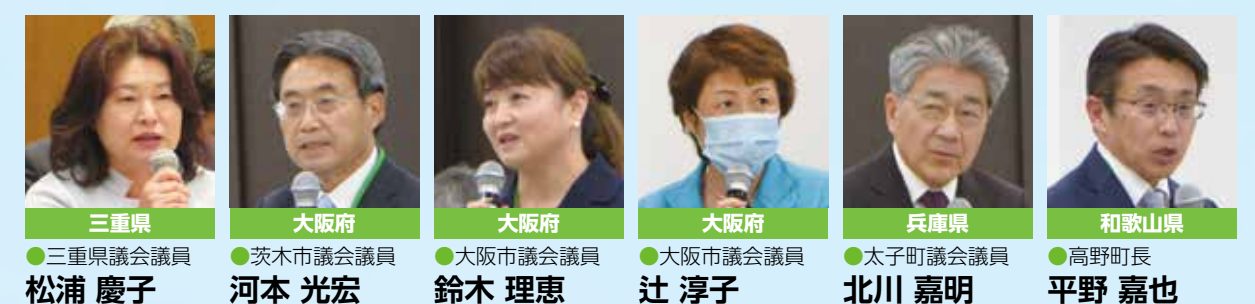 三重県
●三重県議会議員
松浦 慶子
大阪府
●茨木市議会議員
河本 光宏
大阪府
●大阪市議会議員
鈴木 理恵
大阪府
●大阪市議会議員
辻 淳子
兵庫県
●太子町議会議員
北川 嘉明
和歌山県
●高野町長
平野 嘉也